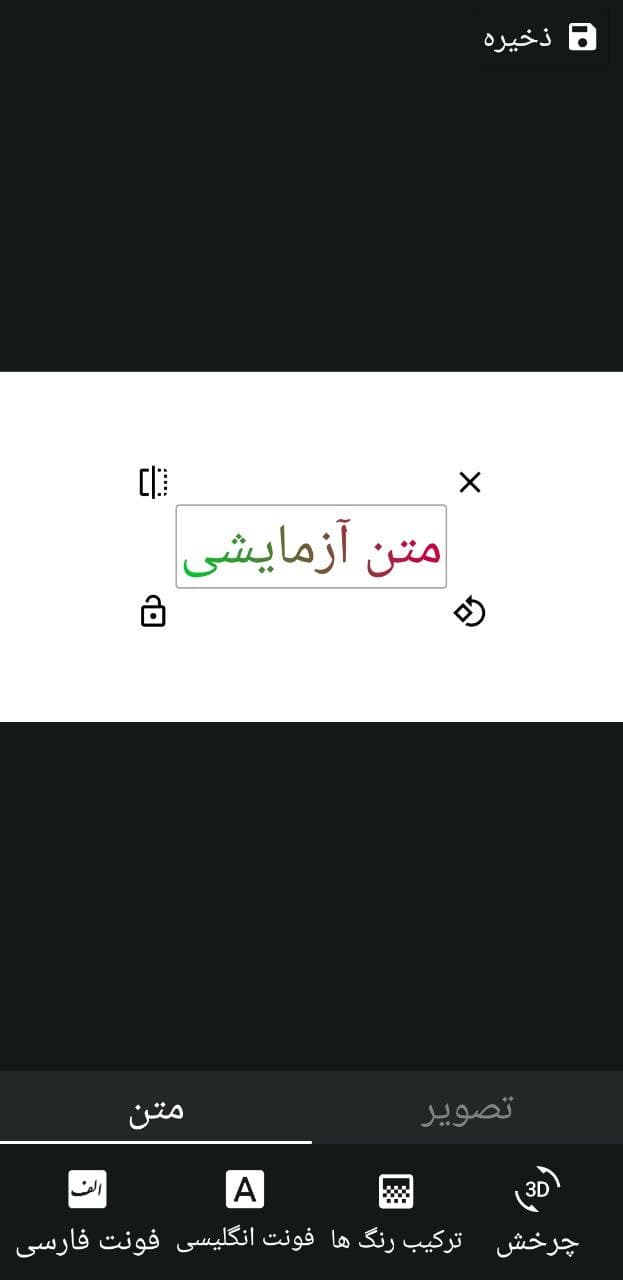 ذخیره
متن آزمایشی
تصویر
متن
3D
چرخش
ترکیب رنگ ها
A
فونت انگلیسی
الف
فونت فارسی